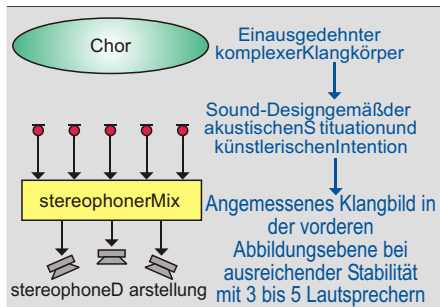 Chor
Einausgedehnter
komplexerKlangkörper
Sound-Designgemäßder
akustischenS tituationund
künstlerischenIntention
stereophonerMix
Angemessenes Klangbild in
der vorderen
Abbildungsebene bei
ausreichender Stabilität
mit 3 bis 5 Lautsprechern
stereophoneD arstellung